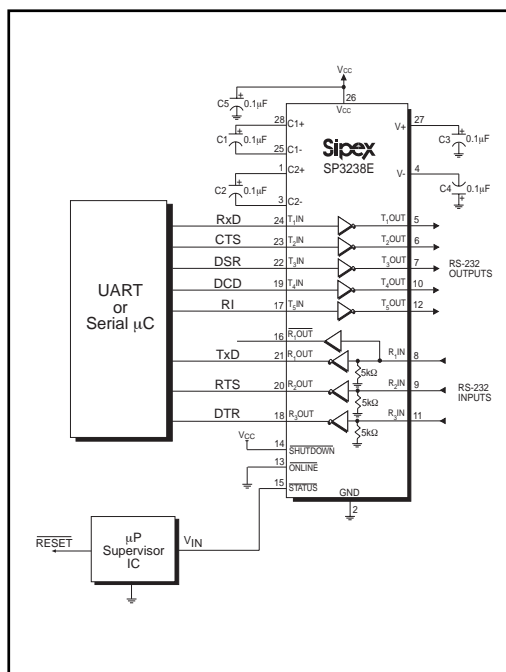 VCC
C5 + 0.1µF
26
VCC
28 C1+
C1 + 0.1µF
25 C1-
1 C2+
C2 + 0.1µF
3 C2-
Sipex
SP3238E
V+ 27
C3 + 0.1µF
V- 4
C4 + 0.1µF
UART
or
Serial µC
RxD 24 T1IN T1OUT 5
CTS 23 T2IN T2OUT 6
DSR 22 T3IN T3OUT 7
DCD 19 T4IN T4OUT 10
RI 17 T5IN T5OUT 12
RS-232
OUTPUTS
16 R1OUT
TxD 21 R1OUT R1IN 8
5kΩ
RTS 20 R2OUT R2IN 9
5kΩ
DTR 18 R3OUT R3IN 11
5kΩ
RS-232
INPUTS
VCC
14 SHUTDOWN
13 ONLINE
15 STATUS
GND
2
RESET
µP
Supervisor
IC
VIN